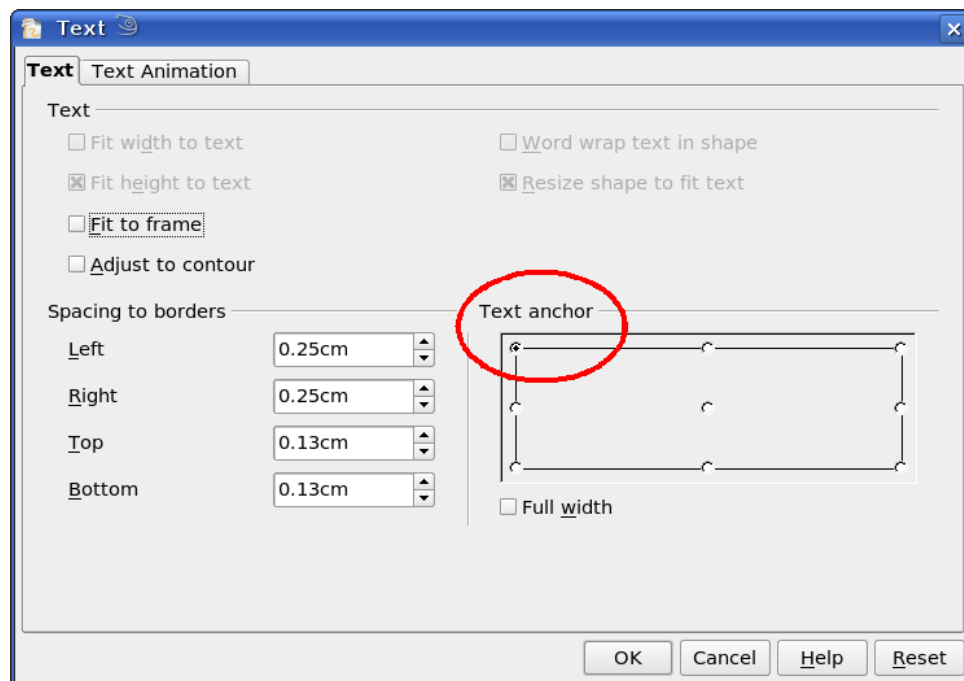 Text
Text Text Animation
Text
Fit width to text Word wrap text in shape
Fit height to text Resize shape to fit text
Fit to frame
Adjust to contour
Spacing to borders Text anchor
Left 0.25cm
Right 0.25cm
Top 0.13cm
Bottom 0.13cm
Full width
OK Cancel Help Reset